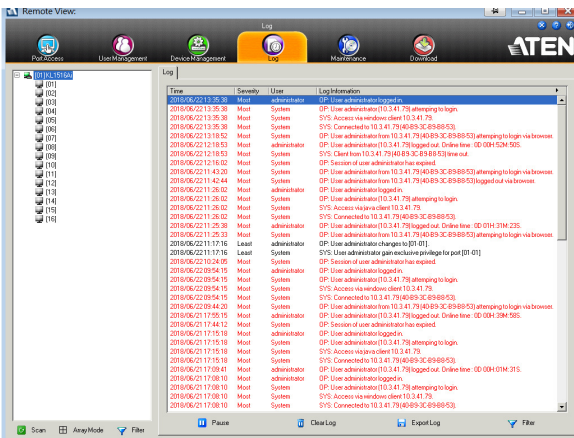 Remote View:
Log
Port Access User Management Device Management Log Maintenance Download
ATEN
[01]KL1516Ai
[01]
[02]
[03]
[04]
[05]
[06]
[07]
[08]
[09]
[10]
[11]
[12]
[13]
[14]
[15]
[16]
Log
Time Severity User Log Information
2018/06/22 13:35:38 Most administrator OP: User administrator logged in.
2018/06/22 13:35:38 Most System OP: User administrator(10.3.41.79) attemping to login.
2018/06/22 13:35:38 Most System SYS: Access via windows client 10.3.41.79.
2018/06/22 13:35:38 Most System SYS: Connected to 10.3.41.79(40-B9-3C-B9-B8-53).
2018/06/22 13:18:52 Most System OP: User administrator from 10.3.41.79(40-B9-3C-B9-B8-53) attemping to login via browser.
2018/06/22 12:18:53 Most administrator OP: User administrator(10.3.41.79) logged out. Online time : 0D 00H:52M:50S.
2018/06/22 12:18:53 Most System SYS: Client from 10.3.41.79(40-B9-3C-B9-B8-53) time out.
2018/06/22 12:16:02 Most System OP: Session of user administrator has expired.
2018/06/22 11:43:20 Most System OP: User administrator from 10.3.41.79(40-B9-3C-B9-B8-53) attemping to login via browser.
2018/06/22 11:42:44 Most System OP: User administrator from 10.3.41.79(40-B9-3C-B9-B8-53)logged out via browser.
2018/06/22 11:26:02 Most administrator OP: User administrator logged in.
2018/06/22 11:26:02 Most System OP: User administrator(10.3.41.79) attemping to login.
2018/06/22 11:26:02 Most System SYS: Access via java client 10.3.41.79.
2018/06/22 11:26:02 Most System SYS: Connected to 10.3.41.79(40-B9-3C-B9-B8-53).
2018/06/22 11:25:38 Most administrator OP: User administrator(10.3.41.79) logged out. Online time : 0D 01H:31M:23S.
2018/06/22 11:25:33 Most System OP: User administrator from 10.3.41.79(40-B9-3C-B9-B8-53) attemping to login via browser.
2018/06/22 11:17:16 Least administrator OP: User administrator changes to [01-01] .
2018/06/22 11:17:16 Least System SYS: User administrator gain exclusive privilege for port [01-01]
2018/06/22 10:24:05 Most System OP: Session of user administrator has expired.
2018/06/22 09:54:15 Most administrator OP: User administrator logged in.
2018/06/22 09:54:15 Most System OP: User administrator(10.3.41.79) attemping to login.
2018/06/22 09:54:15 Most System SYS: Access via windows client 10.3.41.79.
2018/06/22 09:54:15 Most System SYS: Connected to 10.3.41.79(40-B9-3C-B9-B8-53).
2018/06/22 09:44:20 Most System OP: User administrator from 10.3.41.79(40-B9-3C-B9-B8-53) attemping to login via browser.
2018/06/21 17:55:15 Most administrator OP: User administrator(10.3.41.79) logged out. Online time : 0D 00H:39M:58S.
2018/06/21 17:44:12 Most System OP: Session of user administrator has expired.
2018/06/21 17:15:18 Most administrator OP: User administrator logged in.
2018/06/21 17:15:18 Most System OP: User administrator(10.3.41.79) attemping to login.
2018/06/21 17:15:18 Most System SYS: Access via java client 10.3.41.79.
2018/06/21 17:15:18 Most System SYS: Connected to 10.3.41.79(40-B9-3C-B9-B8-53).
2018/06/21 17:09:41 Most administrator OP: User administrator(10.3.41.79) logged out. Online time : 0D 00H:01M:31S.
2018/06/21 17:08:10 Most administrator OP: User administrator logged in.
2018/06/21 17:08:10 Most System OP: User administrator(10.3.41.79) attemping to login.
2018/06/21 17:08:10 Most System SYS: Access via windows client 10.3.41.79.
2018/06/21 17:08:10 Most System SYS: Connected to 10.3.41.79(40-B9-3C-B9-B8-53).
Scan Array Mode Filter Pause Clear Log Export Log Filter